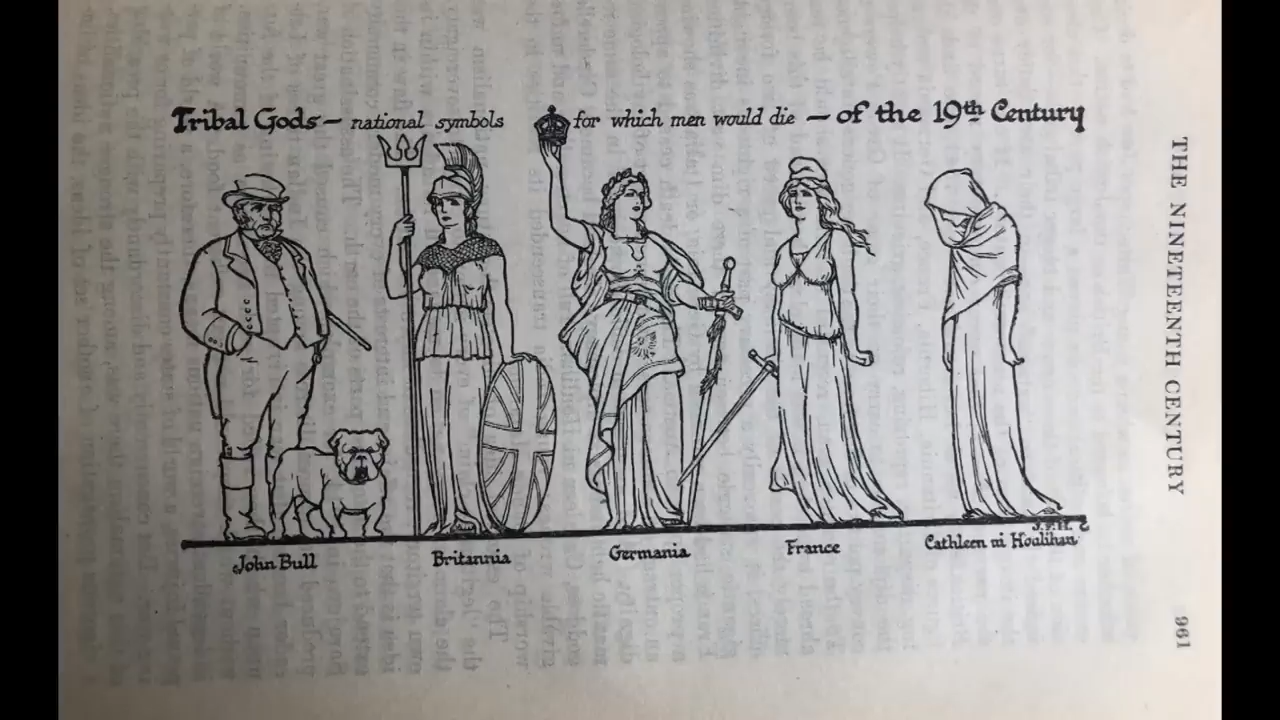 Tribal Gods — national symbols for which men would die — of the 19th Century
John Bull
Britannia
Germania
France
Cathleen ni Houlihan
J.F.H.
THE NINETEENTH CENTURY
961